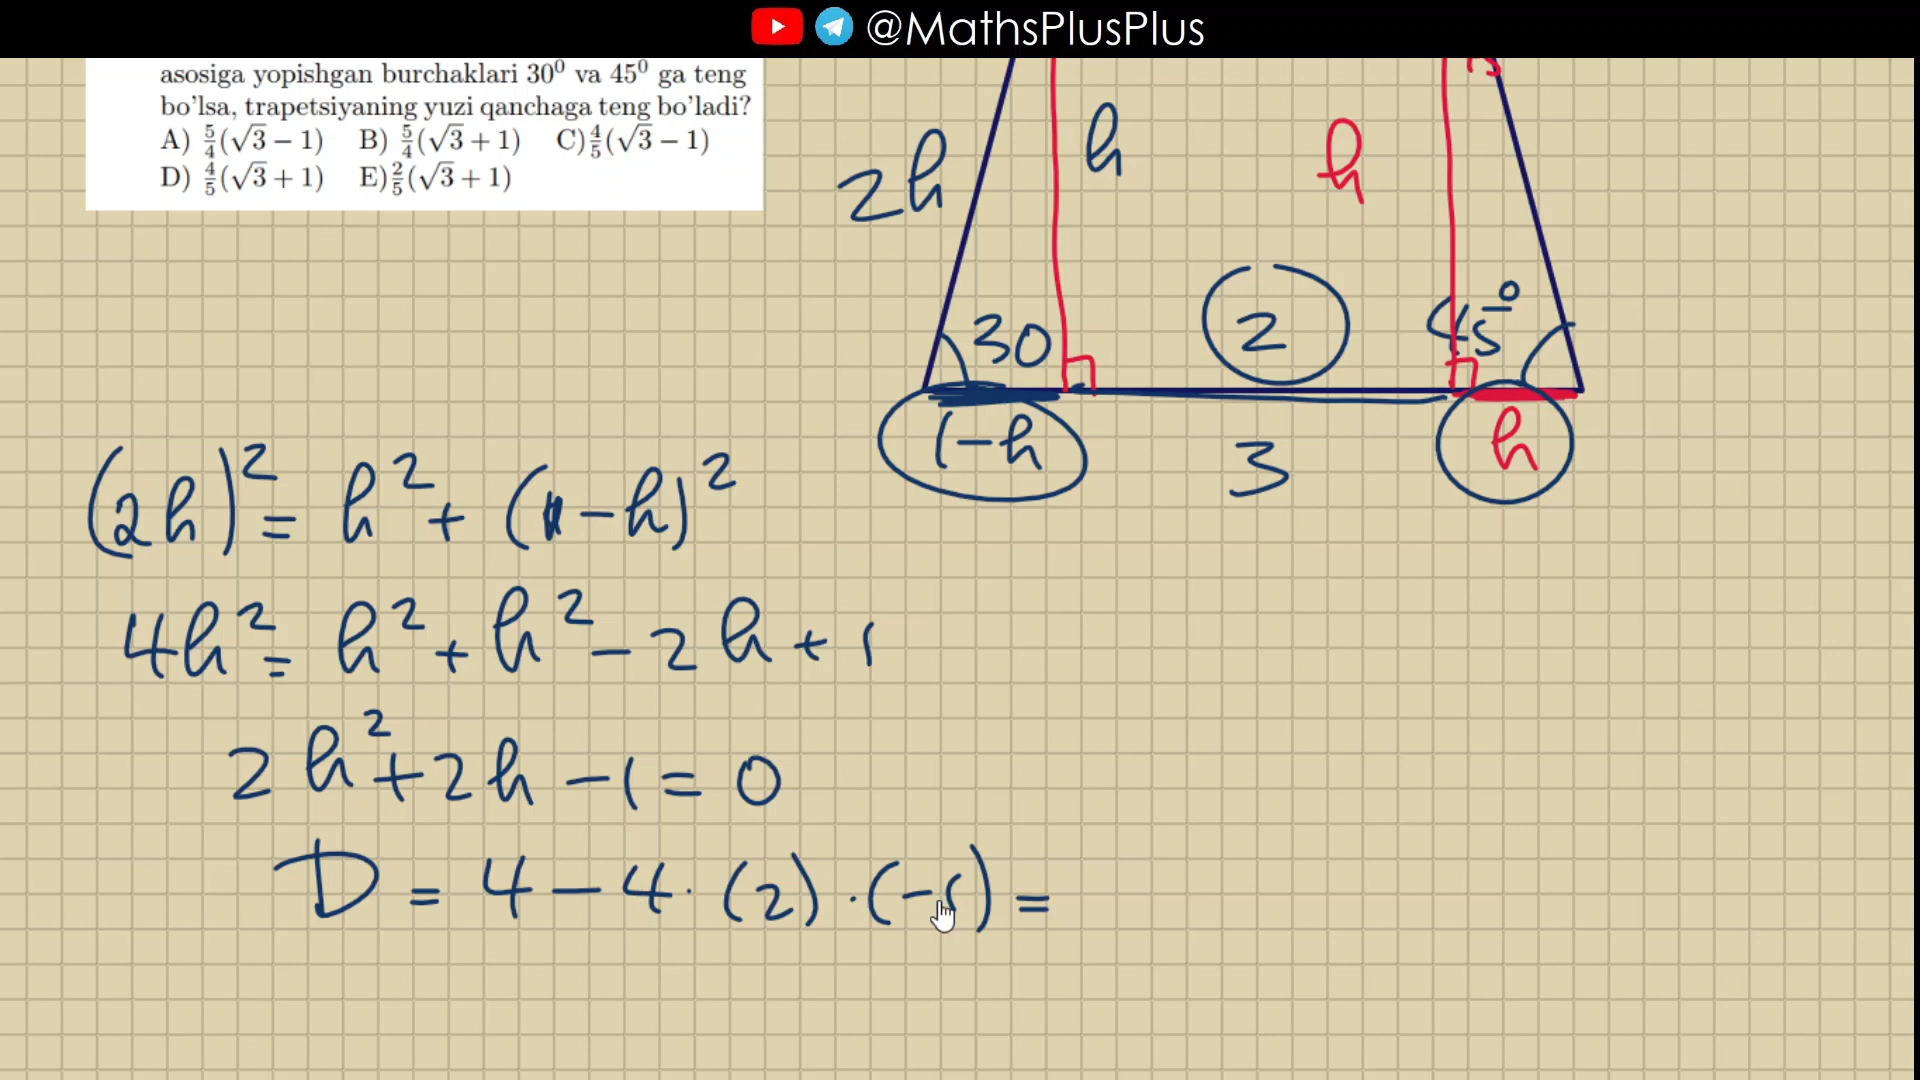 @MathsPlusPlus
asosiga yopishgan burchaklari 30⁰ va 45⁰ ga teng
bo'lsa, trapetsiyaning yuzi qanchaga teng bo'ladi?
A) 5/4(√3 − 1) B) 5/4(√3 + 1) C)4/5(√3 − 1)
D) 4/5(√3 + 1) E)2/5(√3 + 1)
2h h h
30 2 45°
1-h 3 h
(2h)² = h² + (1-h)²
4h² = h² + h² - 2h + 1
2h² + 2h - 1 = 0
D = 4 - 4·(2)·(-1) =